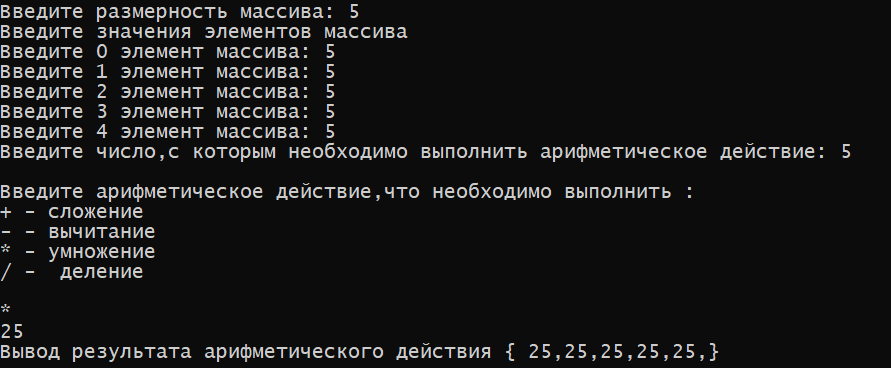 Введите размерность массива: 5
Введите значения элементов массива
Введите 0 элемент массива: 5
Введите 1 элемент массива: 5
Введите 2 элемент массива: 5
Введите 3 элемент массива: 5
Введите 4 элемент массива: 5
Введите число,с которым необходимо выполнить арифметическое действие: 5
Введите арифметическое действие,что необходимо выполнить :
+ - сложение
- - вычитание
* - умножение
/ -  деление
*
25
Вывод результата арифметического действия { 25,25,25,25,25,}